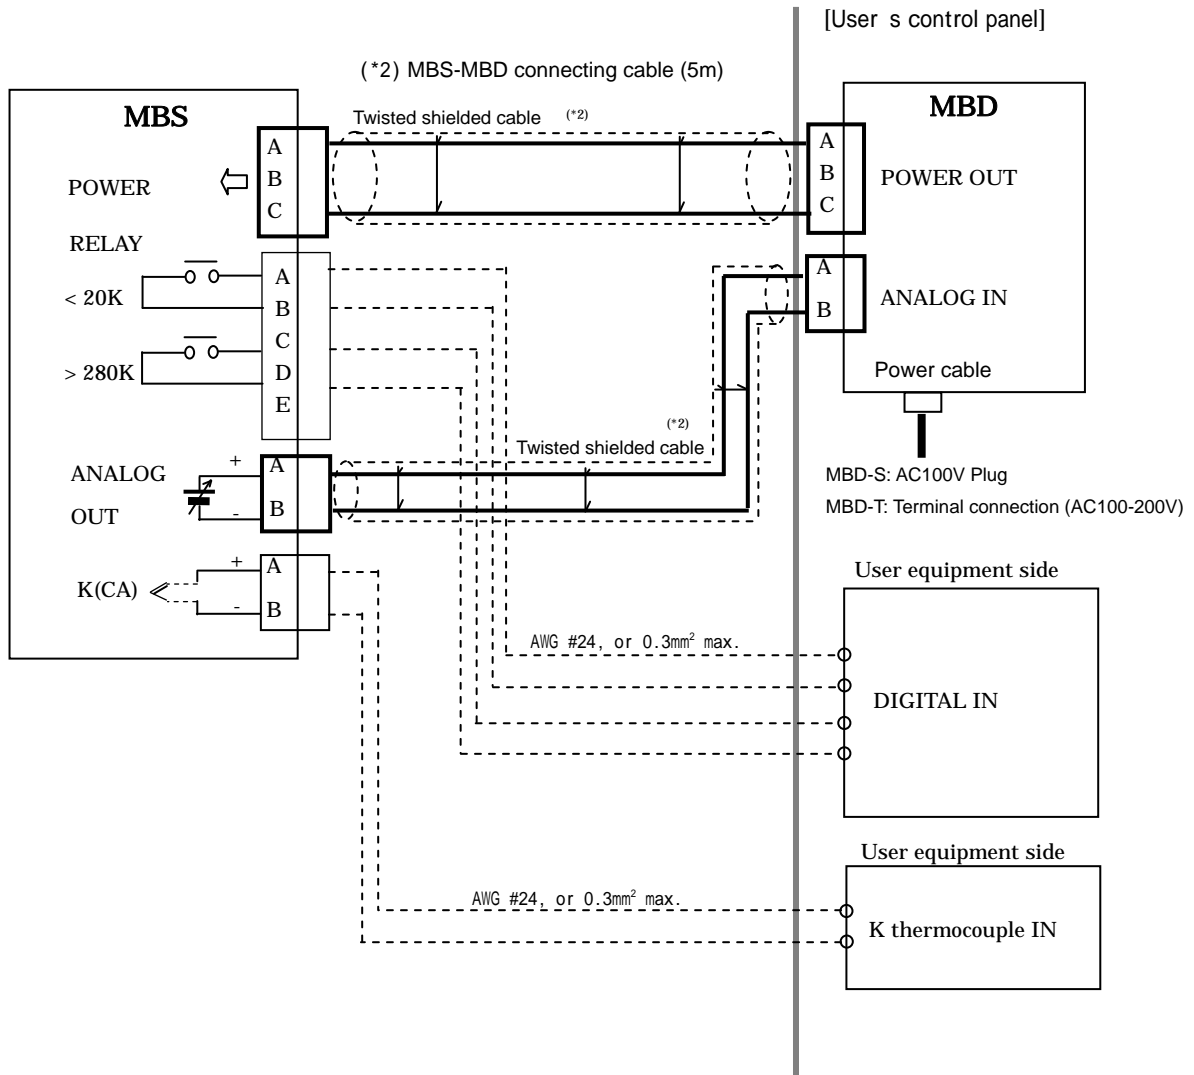 [User s control panel]
(*2) MBS-MBD connecting cable (5m)
MBS
MBD
Twisted shielded cable (*2)
A
B
C
POWER
A
B
C
POWER OUT
RELAY
< 20K
> 280K
A
B
C
D
E
A
B
ANALOG IN
Power cable
MBD-S: AC100V Plug
MBD-T: Terminal connection (AC100-200V)
Twisted shielded cable (*2)
ANALOG
OUT
+
-
A
B
K(CA)
+
-
A
B
User equipment side
AWG #24, or 0.3mm² max.
DIGITAL IN
User equipment side
AWG #24, or 0.3mm² max.
K thermocouple IN